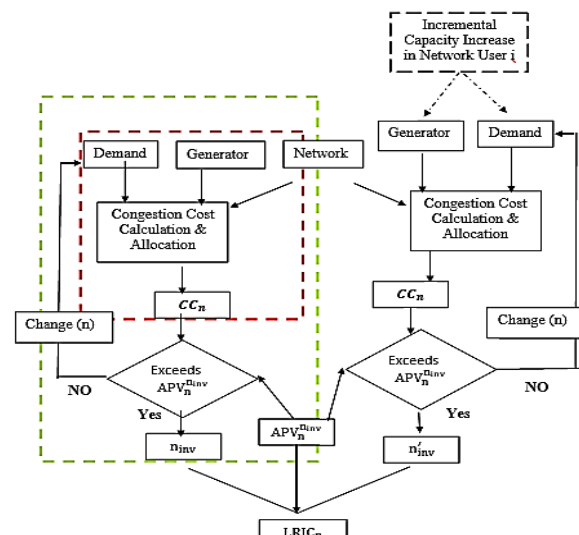 Incremental
Capacity Increase
in Network User i
Generator
Demand
Demand
Generator
Network
Congestion Cost
Calculation &
Allocation
Congestion Cost
Calculation &
Allocation
CCₙ
CCₙ
Change (n)
Change (n)
Exceeds
APVₙ^nᵢₙᵥ
Exceeds
APVₙ^nᵢₙᵥ
NO
NO
Yes
Yes
APVₙ^nᵢₙᵥ
nᵢₙᵥ
n′ᵢₙᵥ
LRICₙ